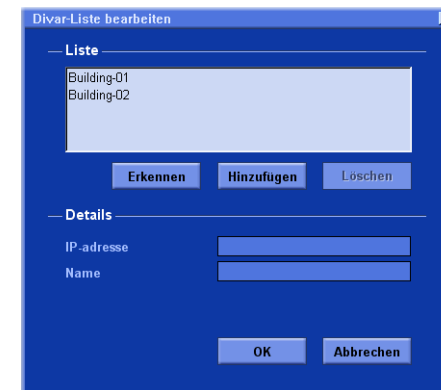 Divar-Liste bearbeiten
Liste
Building-01
Building-02
Erkennen Hinzufügen Löschen
Details
IP-adresse
Name
OK Abbrechen